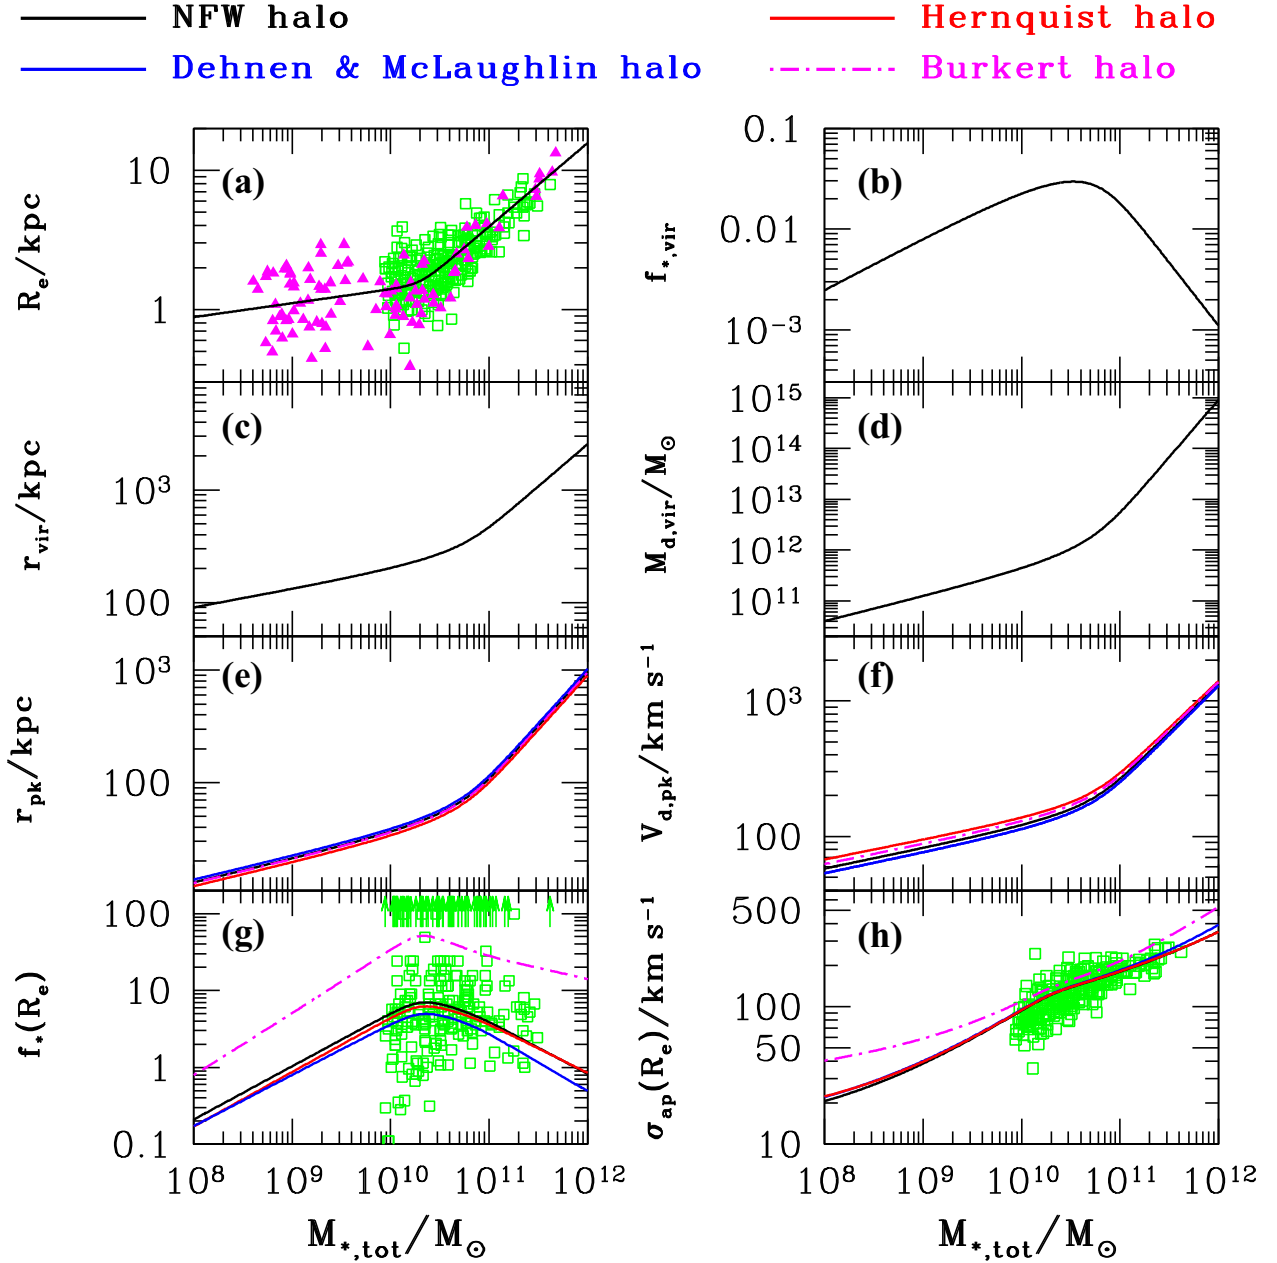 NFW halo
Hernquist halo
Dehnen & McLaughlin halo
Burkert halo
(a)
10
1
R_e/kpc
(b)
0.1
0.01
10^-3
f_*,vir
(c)
10^3
100
r_vir/kpc
(d)
10^15
10^14
10^13
10^12
10^11
M_d,vir/M_⊙
(e)
10^3
100
r_pk/kpc
(f)
10^3
100
V_d,pk/km s^-1
(g)
100
10
1
0.1
f_*(R_e)
(h)
500
100
50
10
σ_ap(R_e)/km s^-1
10^8 10^9 10^10 10^11 10^12
10^8 10^9 10^10 10^11 10^12
M_*,tot/M_⊙
M_*,tot/M_⊙